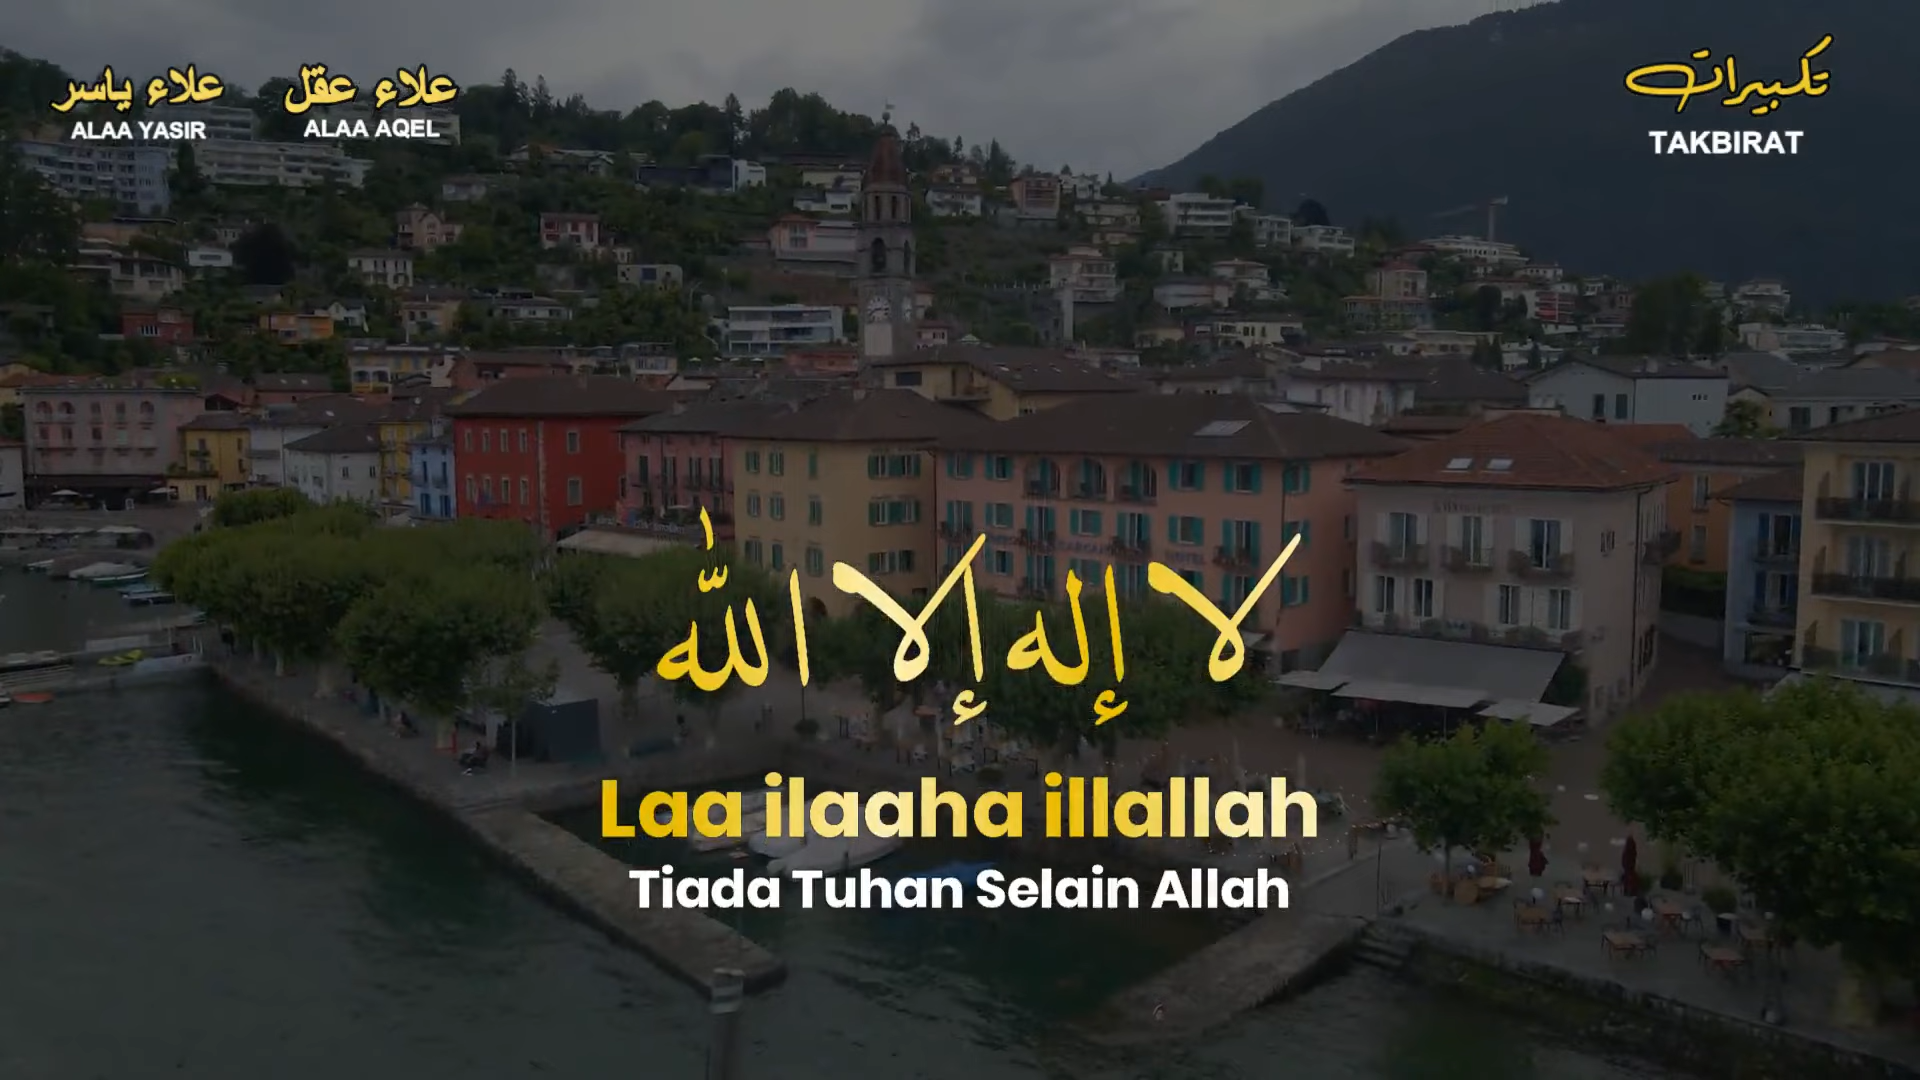 علاء ياسر
ALAA YASIR
علاء عقل
ALAA AQEL
تكبيرات
TAKBIRAT
لا إله إلا اللّٰه
Laa ilaaha illallah
Tiada Tuhan Selain Allah